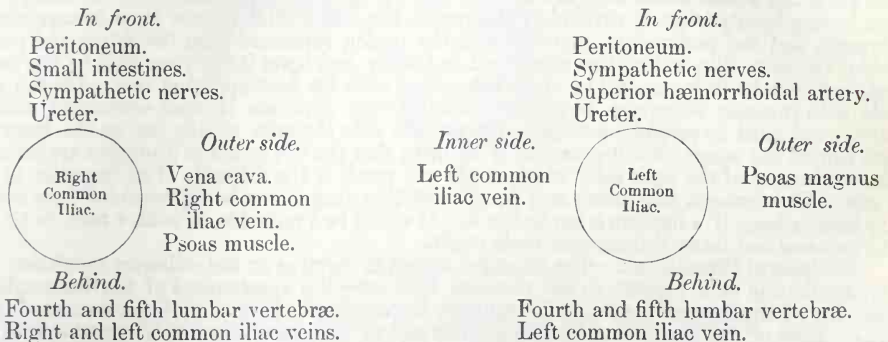 In front.
Peritoneum.
Small intestines.
Sympathetic nerves.
Ureter.
Right
Common
Iliac.
Outer side.
Vena cava.
Right common
iliac vein.
Psoas muscle.
Behind.
Fourth and fifth lumbar vertebræ.
Right and left common iliac veins.
In front.
Peritoneum.
Sympathetic nerves.
Superior hæmorrhoidal artery.
Ureter.
Inner side.
Left common
iliac vein.
Left
Common
Iliac.
Outer side.
Psoas magnus
muscle.
Behind.
Fourth and fifth lumbar vertebræ.
Left common iliac vein.